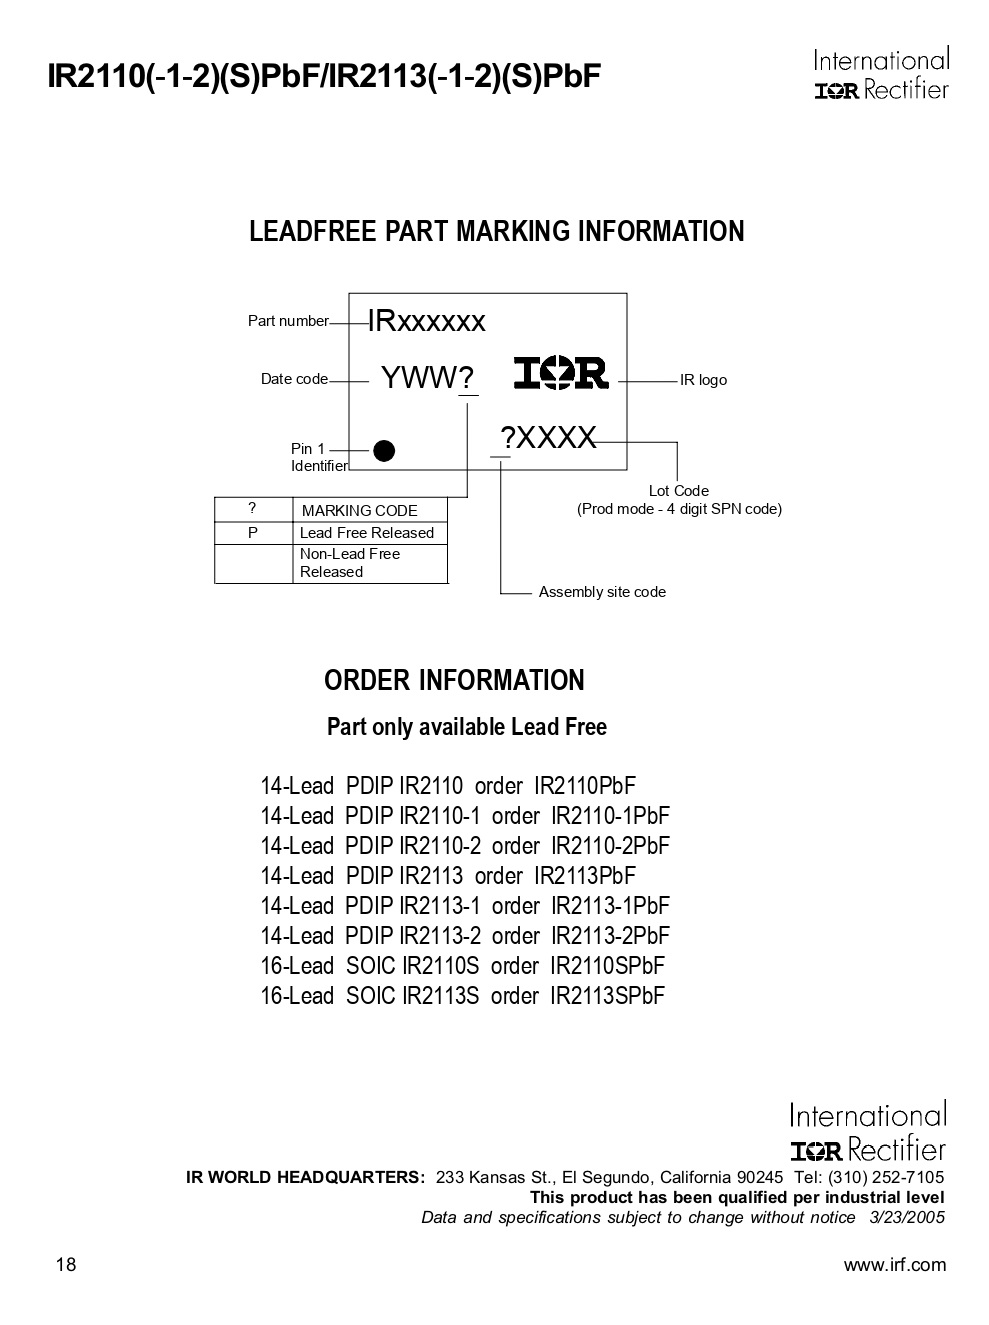 IR2110(-1-2)(S)PbF/IR2113(-1-2)(S)PbF
International
IOR Rectifier
LEADFREE PART MARKING INFORMATION
Part number
IRxxxxxx
Date code
YWW?
IOR
IR logo
?XXXX
Pin 1
Identifier
Lot Code
(Prod mode - 4 digit SPN code)
? MARKING CODE
P Lead Free Released
Non-Lead Free
Released
Assembly site code
ORDER INFORMATION
Part only available Lead Free
14-Lead PDIP IR2110 order IR2110PbF
14-Lead PDIP IR2110-1 order IR2110-1PbF
14-Lead PDIP IR2110-2 order IR2110-2PbF
14-Lead PDIP IR2113 order IR2113PbF
14-Lead PDIP IR2113-1 order IR2113-1PbF
14-Lead PDIP IR2113-2 order IR2113-2PbF
16-Lead SOIC IR2110S order IR2110SPbF
16-Lead SOIC IR2113S order IR2113SPbF
International
IOR Rectifier
IR WORLD HEADQUARTERS: 233 Kansas St., El Segundo, California 90245 Tel: (310) 252-7105
This product has been qualified per industrial level
Data and specifications subject to change without notice 3/23/2005
18
www.irf.com